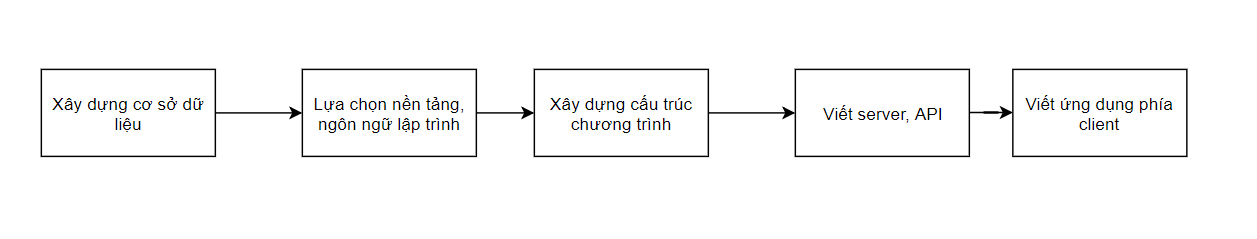 Xây dựng cơ sở dữ
liệu
Lựa chọn nền tảng,
ngôn ngữ lập trình
Xây dựng cấu trúc
chương trình
Viết server, API
Viết ứng dụng phía
client